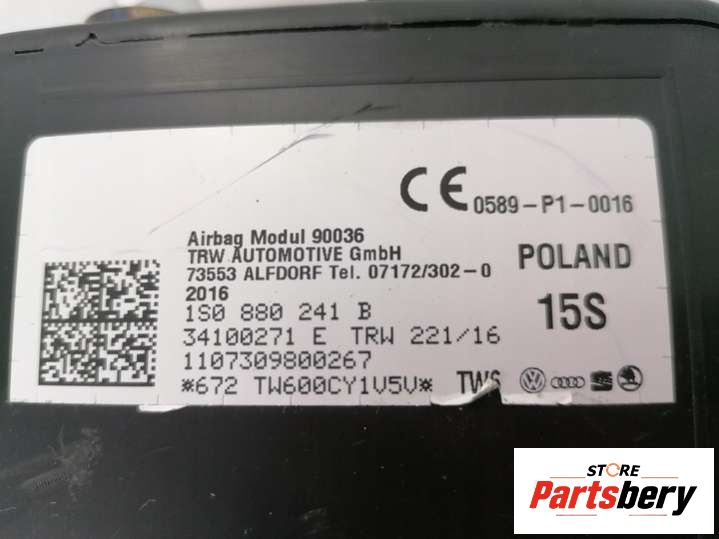 CE 0589-P1-0016
Airbag Modul 90036
TRW AUTOMOTIVE GmbH
73553 ALFDORF Tel. 07172/302-0
2016
POLAND
15S
1S0 880 241 B
34100271 E TRW 221/16
1107309800267
*672 TW600CY1V5V* TWS
STORE
Partsbery